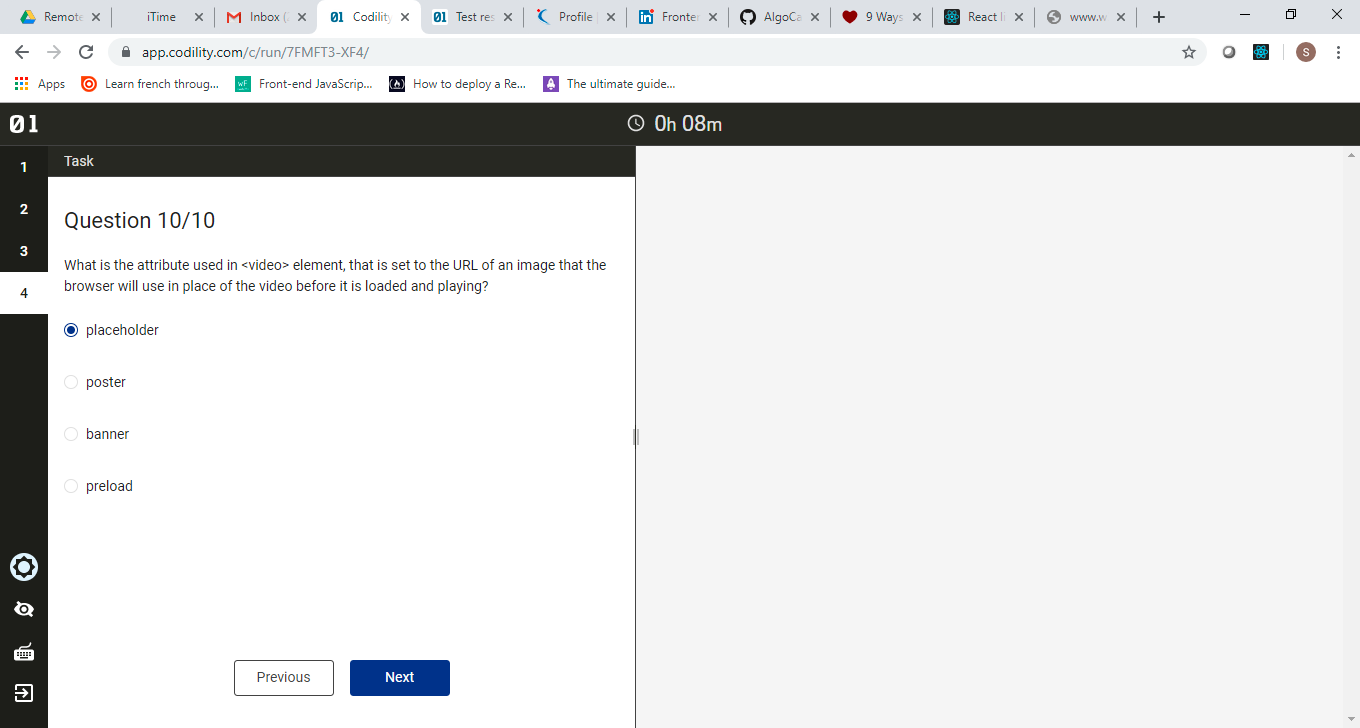 Remote
iTime
Inbox (
Codility
Test res
Profile
Fronter
AlgoCa
9 Ways
React li
www.w
app.codility.com/c/run/7FMFT3-XF4/
S
Apps
Learn french throug...
Front-end JavaScrip...
How to deploy a Re...
The ultimate guide...
01
0h 08m
1
2
3
4
Task
Question 10/10
What is the attribute used in <video> element, that is set to the URL of an image that the
browser will use in place of the video before it is loaded and playing?
placeholder
poster
banner
preload
Previous
Next